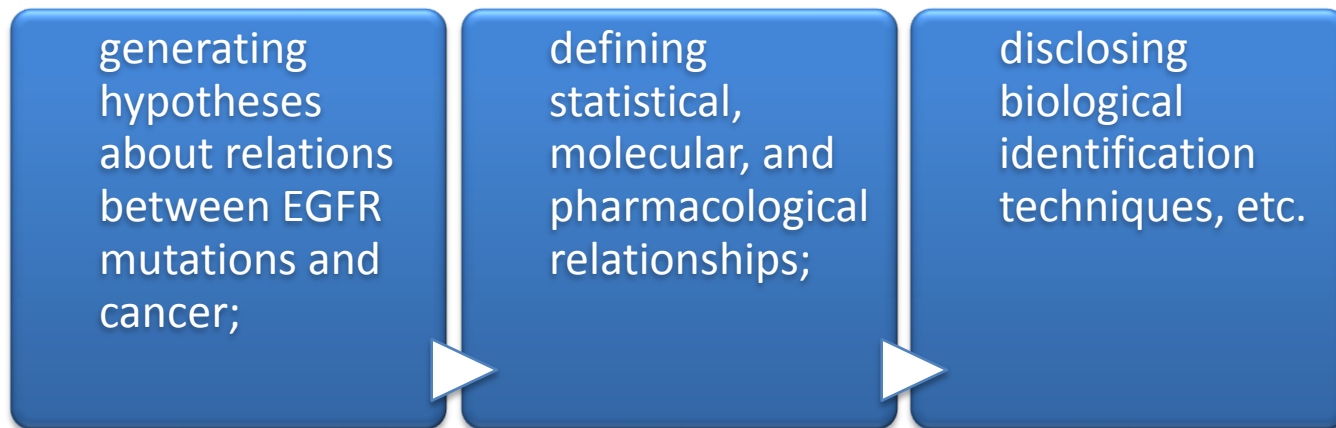 generating
hypotheses
about relations
between EGFR
mutations and
cancer;
defining
statistical,
molecular, and
pharmacological
relationships;
disclosing
biological
identification
techniques, etc.